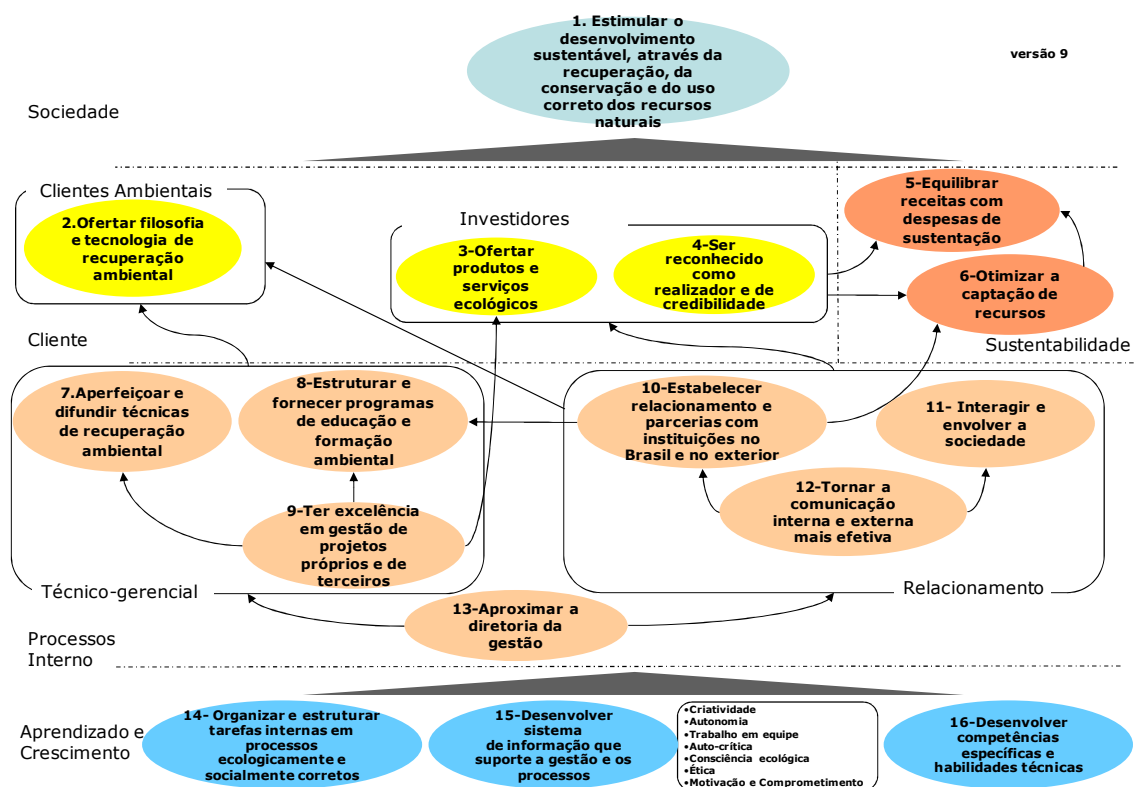 1. Estimular o
desenvolvimento
sustentável, através da
recuperação, da
conservação e do uso
correto dos recursos
naturais
versão 9
Sociedade
Clientes Ambientais
2.Ofertar filosofia
e tecnologia de
recuperação
ambiental
Investidores
3-Ofertar
produtos e
serviços
ecológicos
4-Ser
reconhecido
como
realizador e de
credibilidade
5-Equilibrar
receitas com
despesas de
sustentação
6-Otimizar a
captação de
recursos
Cliente
Sustentabilidade
7.Aperfeiçoar e
difundir técnicas
de recuperação
ambiental
8-Estruturar e
fornecer programas
de educação e
formação
ambiental
9-Ter excelência
em gestão de
projetos
próprios e de
terceiros
Técnico-gerencial
10-Estabelecer
relacionamento e
parcerias com
instituições no
Brasil e no exterior
11- Interagir e
envolver a
sociedade
12-Tornar a
comunicação
interna e externa
mais efetiva
Relacionamento
13-Aproximar a
diretoria da
gestão
Processos
Interno
Aprendizado e
Crescimento
14- Organizar e estruturar
tarefas internas em
processos
ecologicamente e
socialmente corretos
15-Desenvolver
sistema
de informação que
suporte a gestão e os
processos
•Criatividade
•Autonomia
•Trabalho em equipe
•Auto-crítica
•Consciência ecológica
•Ética
•Motivação e Comprometimento
16-Desenvolver
competências
específicas e
habilidades técnicas